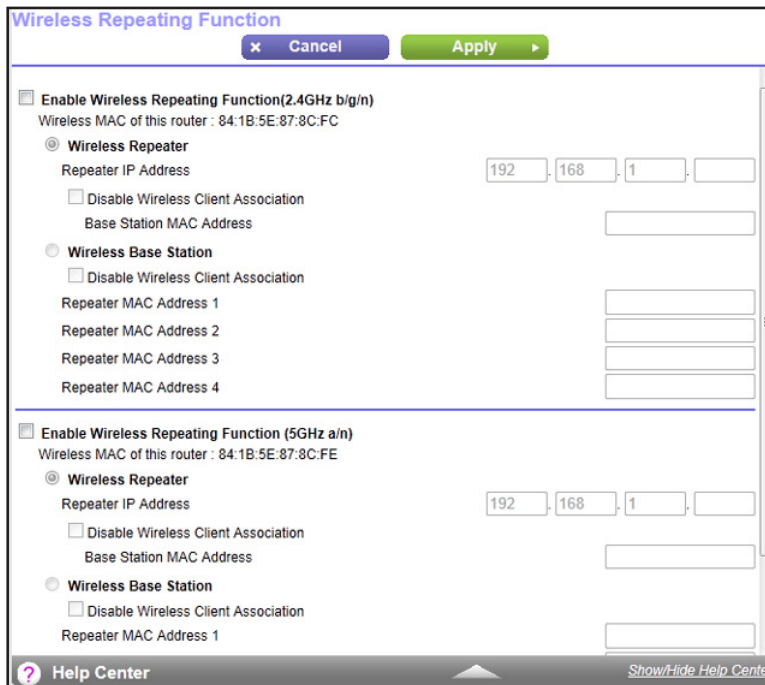 Wireless Repeating Function
x Cancel Apply
Enable Wireless Repeating Function(2.4GHz b/g/n)
Wireless MAC of this router : 84:1B:5E:87:8C:FC
Wireless Repeater
Repeater IP Address 192 . 168 . 1 .
Disable Wireless Client Association
Base Station MAC Address
Wireless Base Station
Disable Wireless Client Association
Repeater MAC Address 1
Repeater MAC Address 2
Repeater MAC Address 3
Repeater MAC Address 4
Enable Wireless Repeating Function (5GHz a/n)
Wireless MAC of this router : 84:1B:5E:87:8C:FE
Wireless Repeater
Repeater IP Address 192 . 168 . 1 .
Disable Wireless Client Association
Base Station MAC Address
Wireless Base Station
Disable Wireless Client Association
Repeater MAC Address 1
? Help Center Show/Hide Help Cente